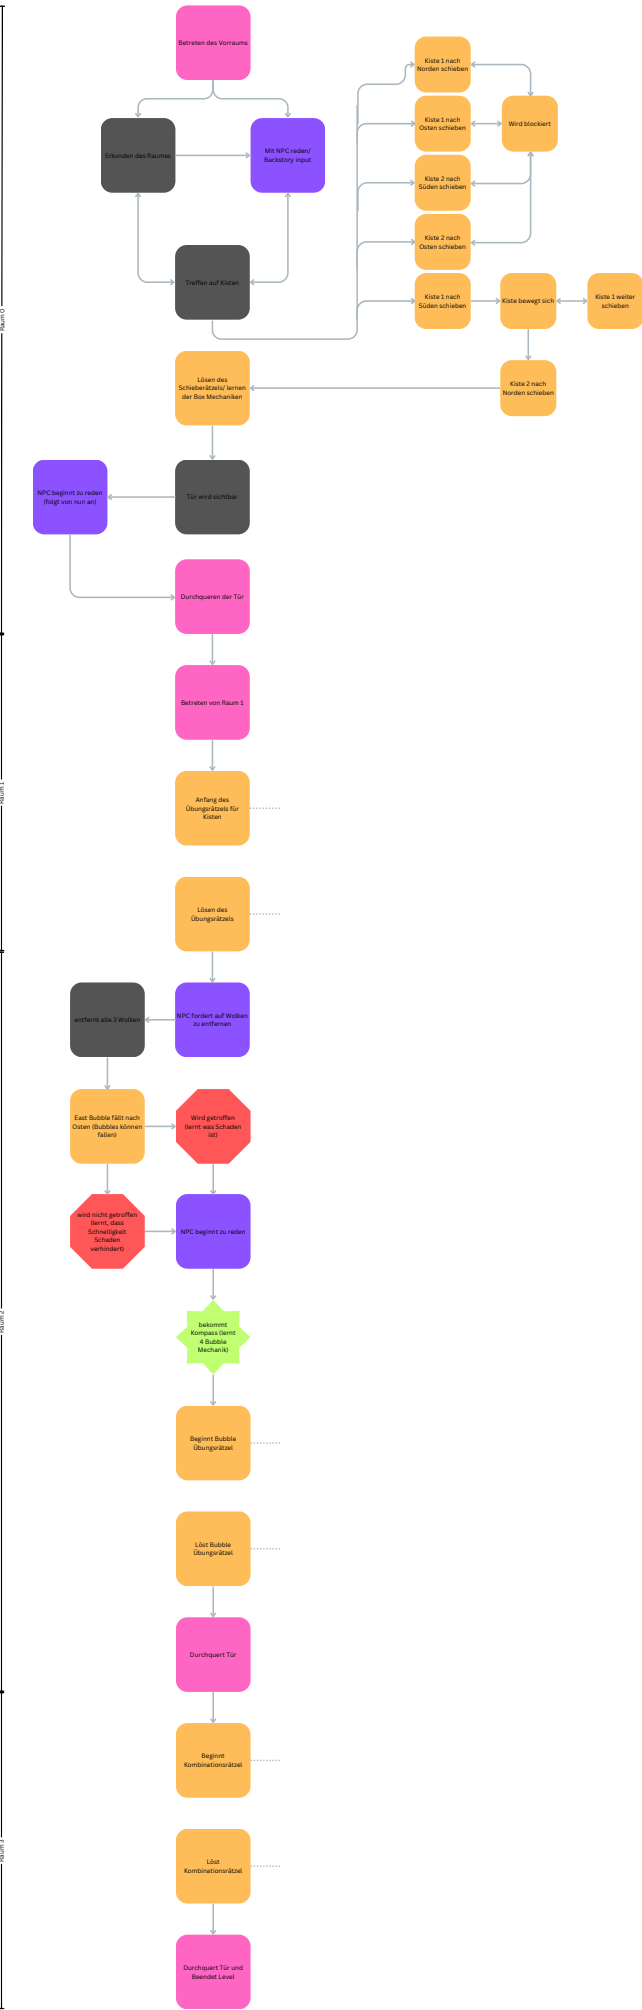 Betreten des Vorraums
Erkunden des Raumes
Mit NPC reden/
Backstory input
Treffen auf Kisten
Kiste 1 nach
Norden schieben
Kiste 1 nach
Osten schieben
Wird blockiert
Kiste 2 nach
Süden schieben
Kiste 2 nach
Osten schieben
Kiste 1 nach
Süden schieben
Kiste bewegt sich
Kiste 1 weiter
schieben
Kiste 2 nach
Norden schieben
Raum 0
Lösen des
Schieberätzels/ lernen
der Box Mechaniken
Tür wird sichtbar
NPC beginnt zu reden
(folgt von nun an)
Durchqueren der Tür
Betreten von Raum 1
Raum 1
Anfang des
Übungsrätzels für
Kisten
Lösen des
Übungsrätzels
NPC fordert auf Wolken
zu entfernen
entfernt alle 3 Wolken
East Bubble fällt nach
Osten (Bubbles können
fallen)
Wird getroffen
(lernt was Schaden
ist)
wird nicht getroffen
(lernt, dass
Schnelligkeit
Schaden
verhindert)
NPC beginnt zu reden
Raum 2
bekommt
Kompass (lernt
4 Bubble
Mechanik)
Beginnt Bubble
Übungsrätzel
Löst Bubble
Übungsrätzel
Durchquert Tür
Beginnt
Kombinationsrätzel
Raum 3
Löst
Kombinationsrätzel
Durchquert Tür und
Beendet Level